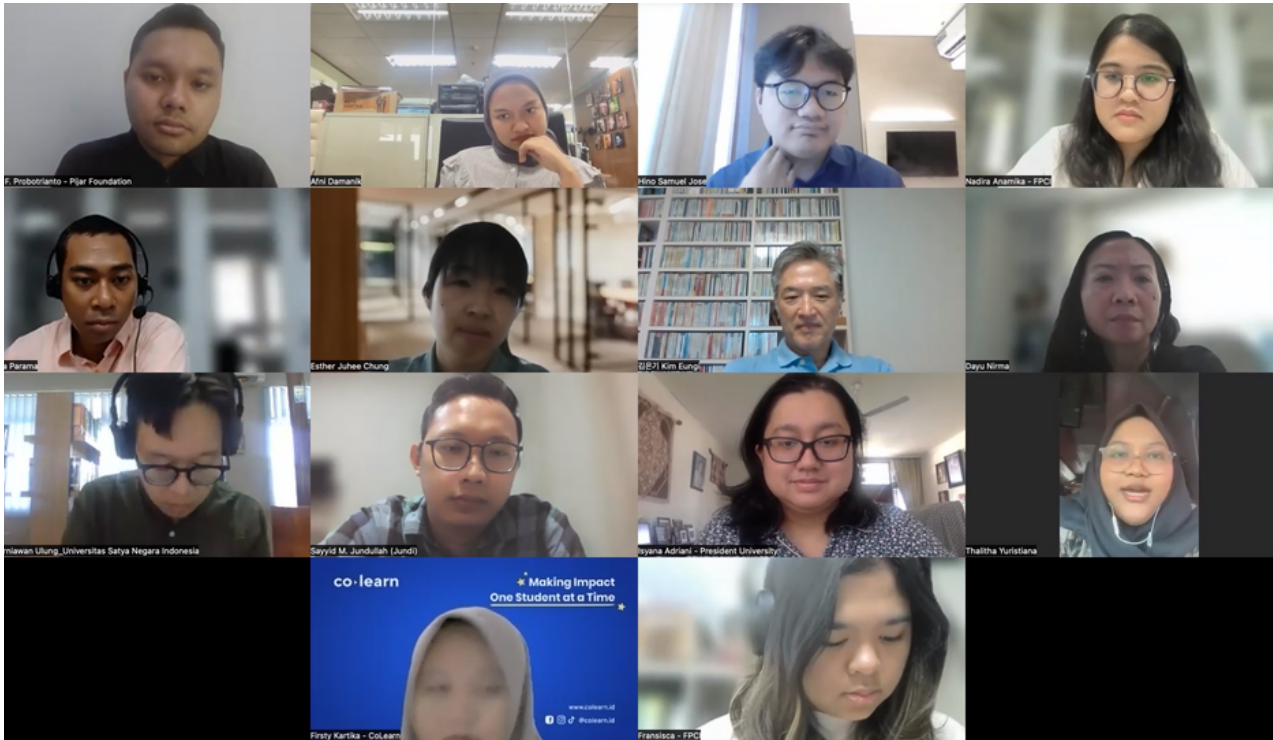 F. Probotrianto - Pijar Foundation
Afni Damanik
Hino Samuel Jose
Nadira Anamika - FPCI
a Parama
Esther Juhee Chung
김은기 Kim Eungi
Dayu Nirma
rniawan Ulung_Universitas Satya Negara Indonesia
Sayyid M. Jundullah (Jundi)
Isyana Adriani - President University
Thalitha Yuristiana
co·learn
Making Impact
One Student at a Time
www.colearn.id
@colearn.id
Firsty Kartika - CoLearn
Fransisca - FPCI